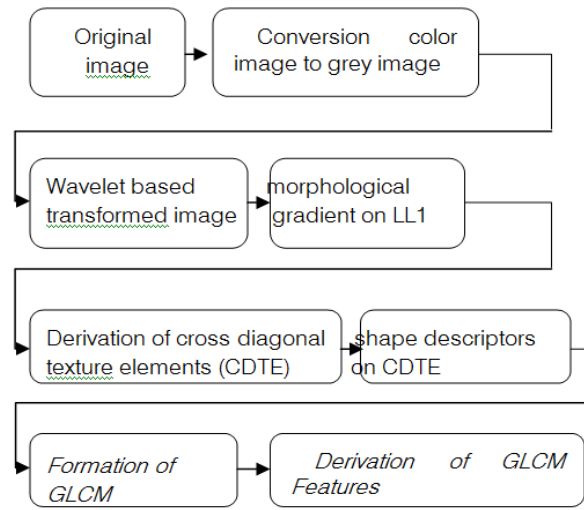 Original
image
Conversion color
image to grey image
Wavelet based
transformed image
morphological
gradient on LL1
Derivation of cross diagonal
texture elements (CDTE)
shape descriptors
on CDTE
Formation of
GLCM
Derivation of GLCM
Features